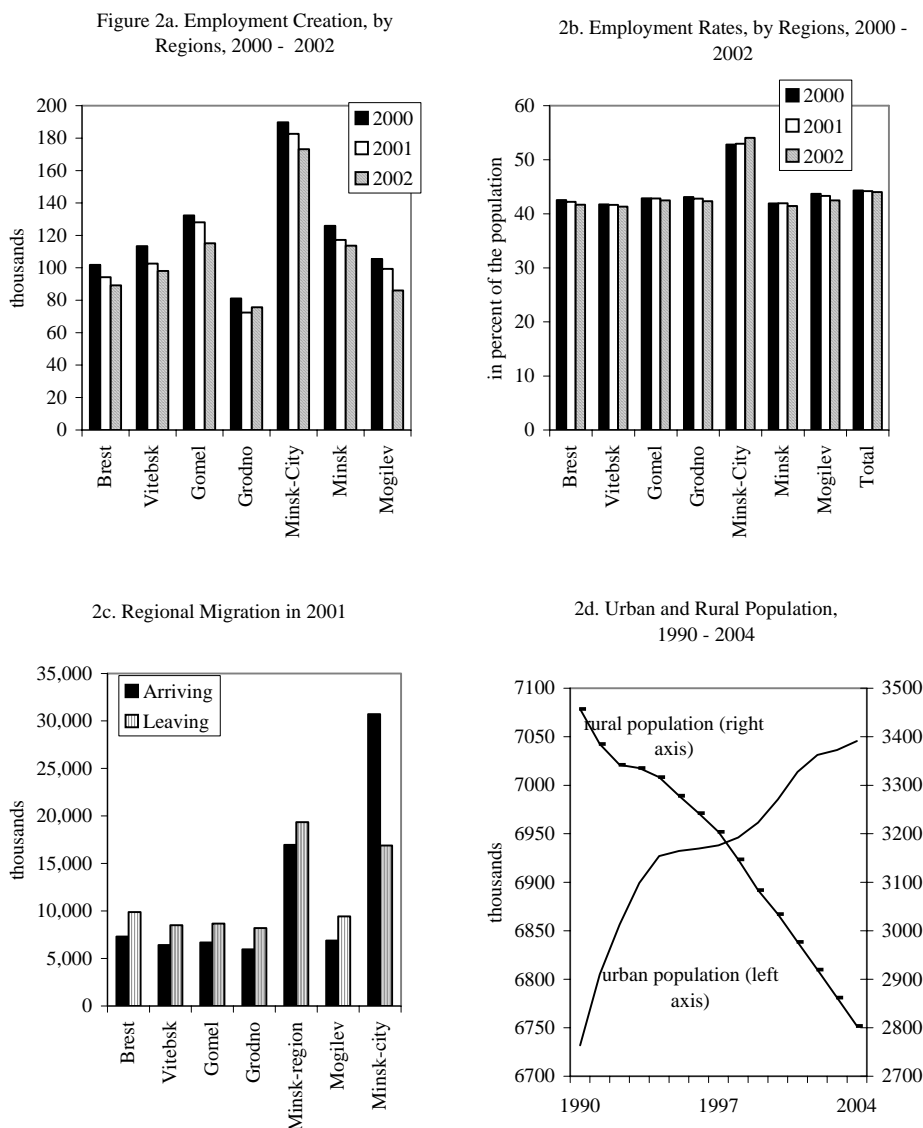 Figure 2a. Employment Creation, by
Regions, 2000 - 2002
200
180
160
140
120
100
80
60
40
20
0
thousands
2000
2001
2002
Brest
Vitebsk
Gomel
Grodno
Minsk-City
Minsk
Mogilev
2b. Employment Rates, by Regions, 2000 -
2002
60
50
40
30
20
10
0
in percent of the population
2000
2001
2002
Brest
Vitebsk
Gomel
Grodno
Minsk-City
Minsk
Mogilev
Total
2c. Regional Migration in 2001
35,000
30,000
25,000
20,000
15,000
10,000
5,000
0
thousands
Arriving
Leaving
Brest
Vitebsk
Gomel
Grodno
Minsk-region
Mogilev
Minsk-city
2d. Urban and Rural Population,
1990 - 2004
7100
7050
7000
6950
6900
6850
6800
6750
6700
thousands
rural population (right
axis)
urban population (left
axis)
3500
3400
3300
3200
3100
3000
2900
2800
2700
1990
1997
2004